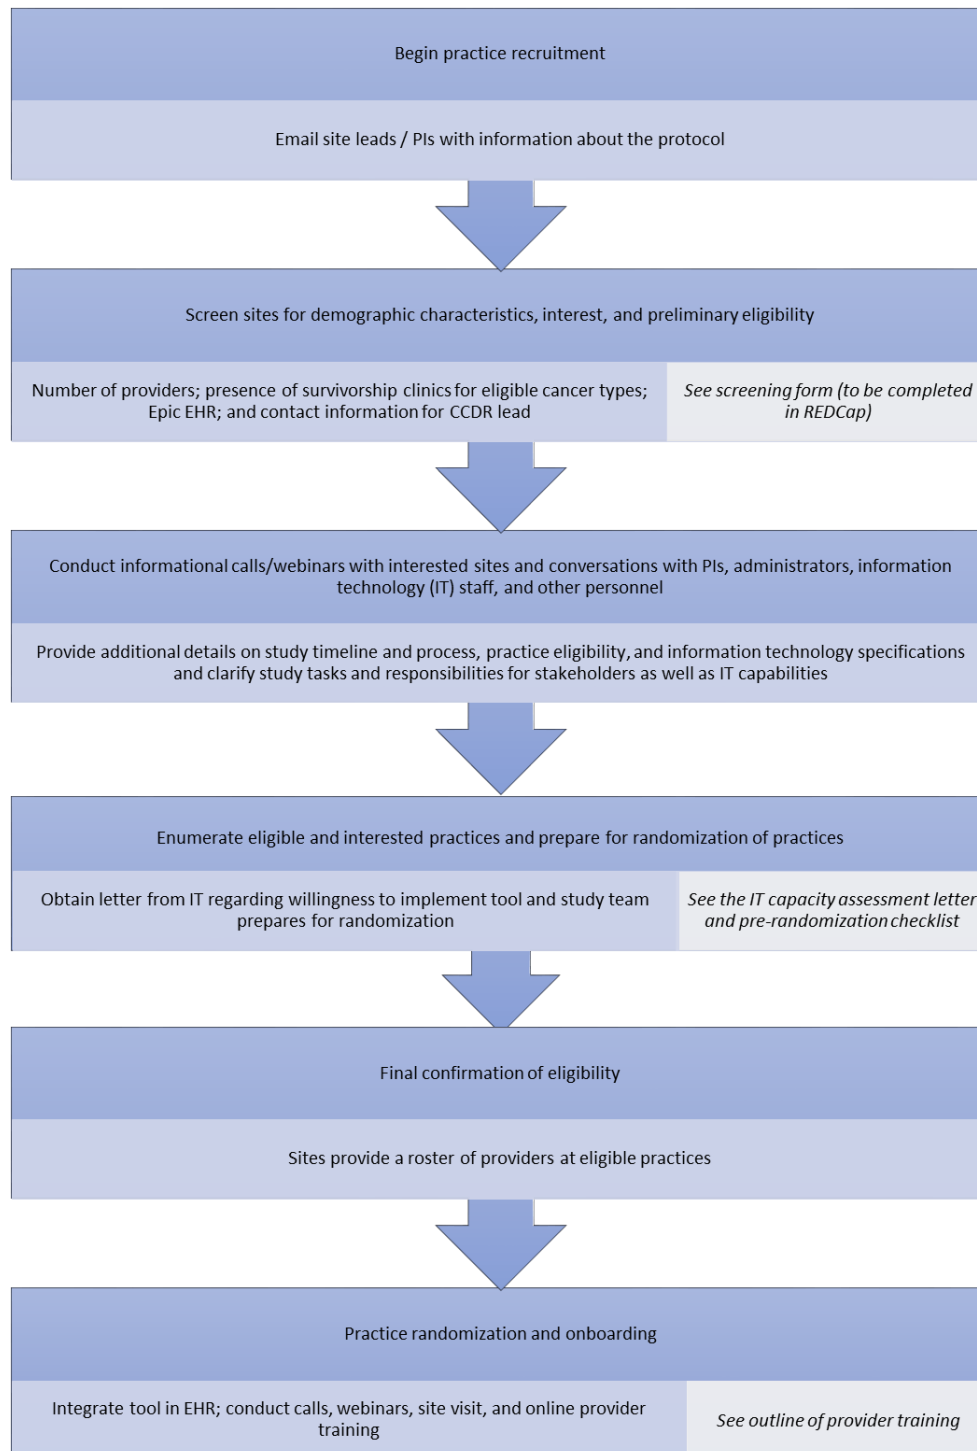 Begin practice recruitment
Email site leads / PIs with information about the protocol
Screen sites for demographic characteristics, interest, and preliminary eligibility
Number of providers; presence of survivorship clinics for eligible cancer types;
Epic EHR; and contact information for CCDR lead
See screening form (to be completed
in REDCap)
Conduct informational calls/webinars with interested sites and conversations with PIs, administrators, information
technology (IT) staff, and other personnel
Provide additional details on study timeline and process, practice eligibility, and information technology specifications
and clarify study tasks and responsibilities for stakeholders as well as IT capabilities
Enumerate eligible and interested practices and prepare for randomization of practices
Obtain letter from IT regarding willingness to implement tool and study team
prepares for randomization
See the IT capacity assessment letter
and pre-randomization checklist
Final confirmation of eligibility
Sites provide a roster of providers at eligible practices
Practice randomization and onboarding
Integrate tool in EHR; conduct calls, webinars, site visit, and online provider
training
See outline of provider training